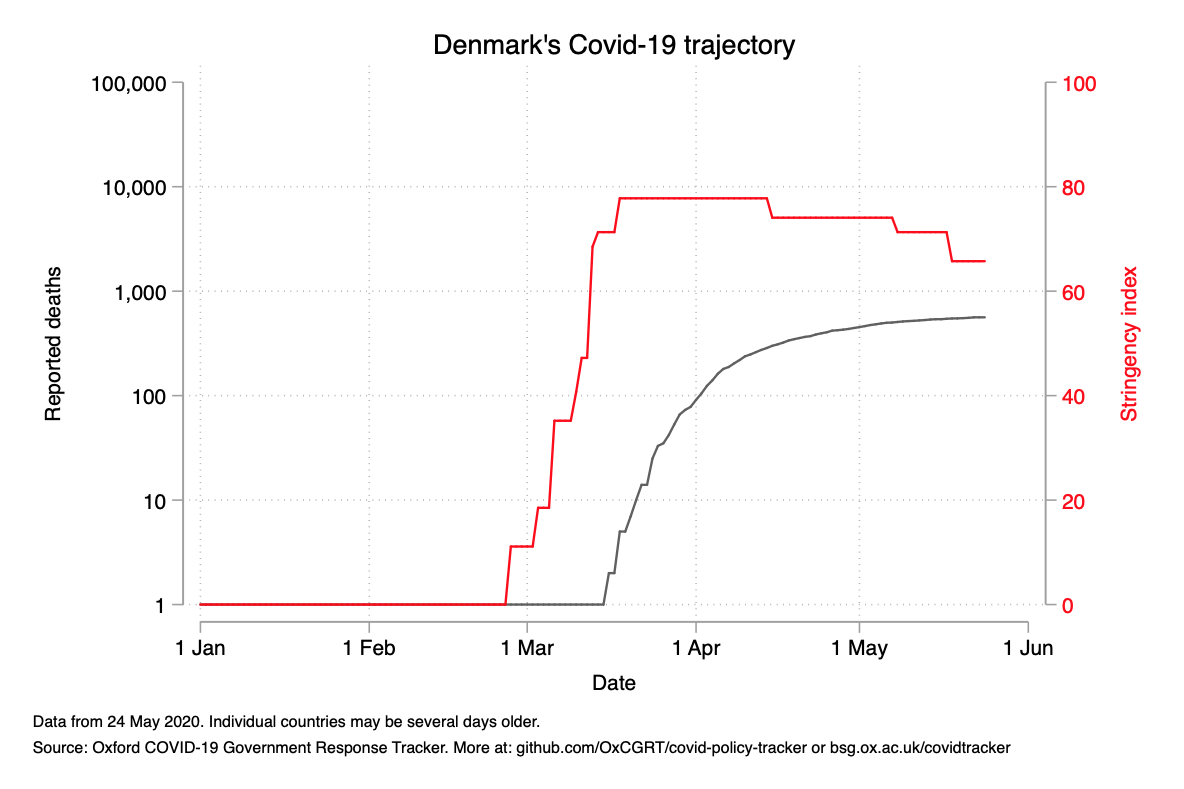 Denmark's Covid-19 trajectory
100,000
10,000
1,000
100
10
1
Reported deaths
100
80
60
40
20
0
Stringency index
1 Jan
1 Feb
1 Mar
1 Apr
1 May
1 Jun
Date
Data from 24 May 2020. Individual countries may be several days older.
Source: Oxford COVID-19 Government Response Tracker. More at: github.com/OxCGRT/covid-policy-tracker or bsg.ox.ac.uk/covidtracker